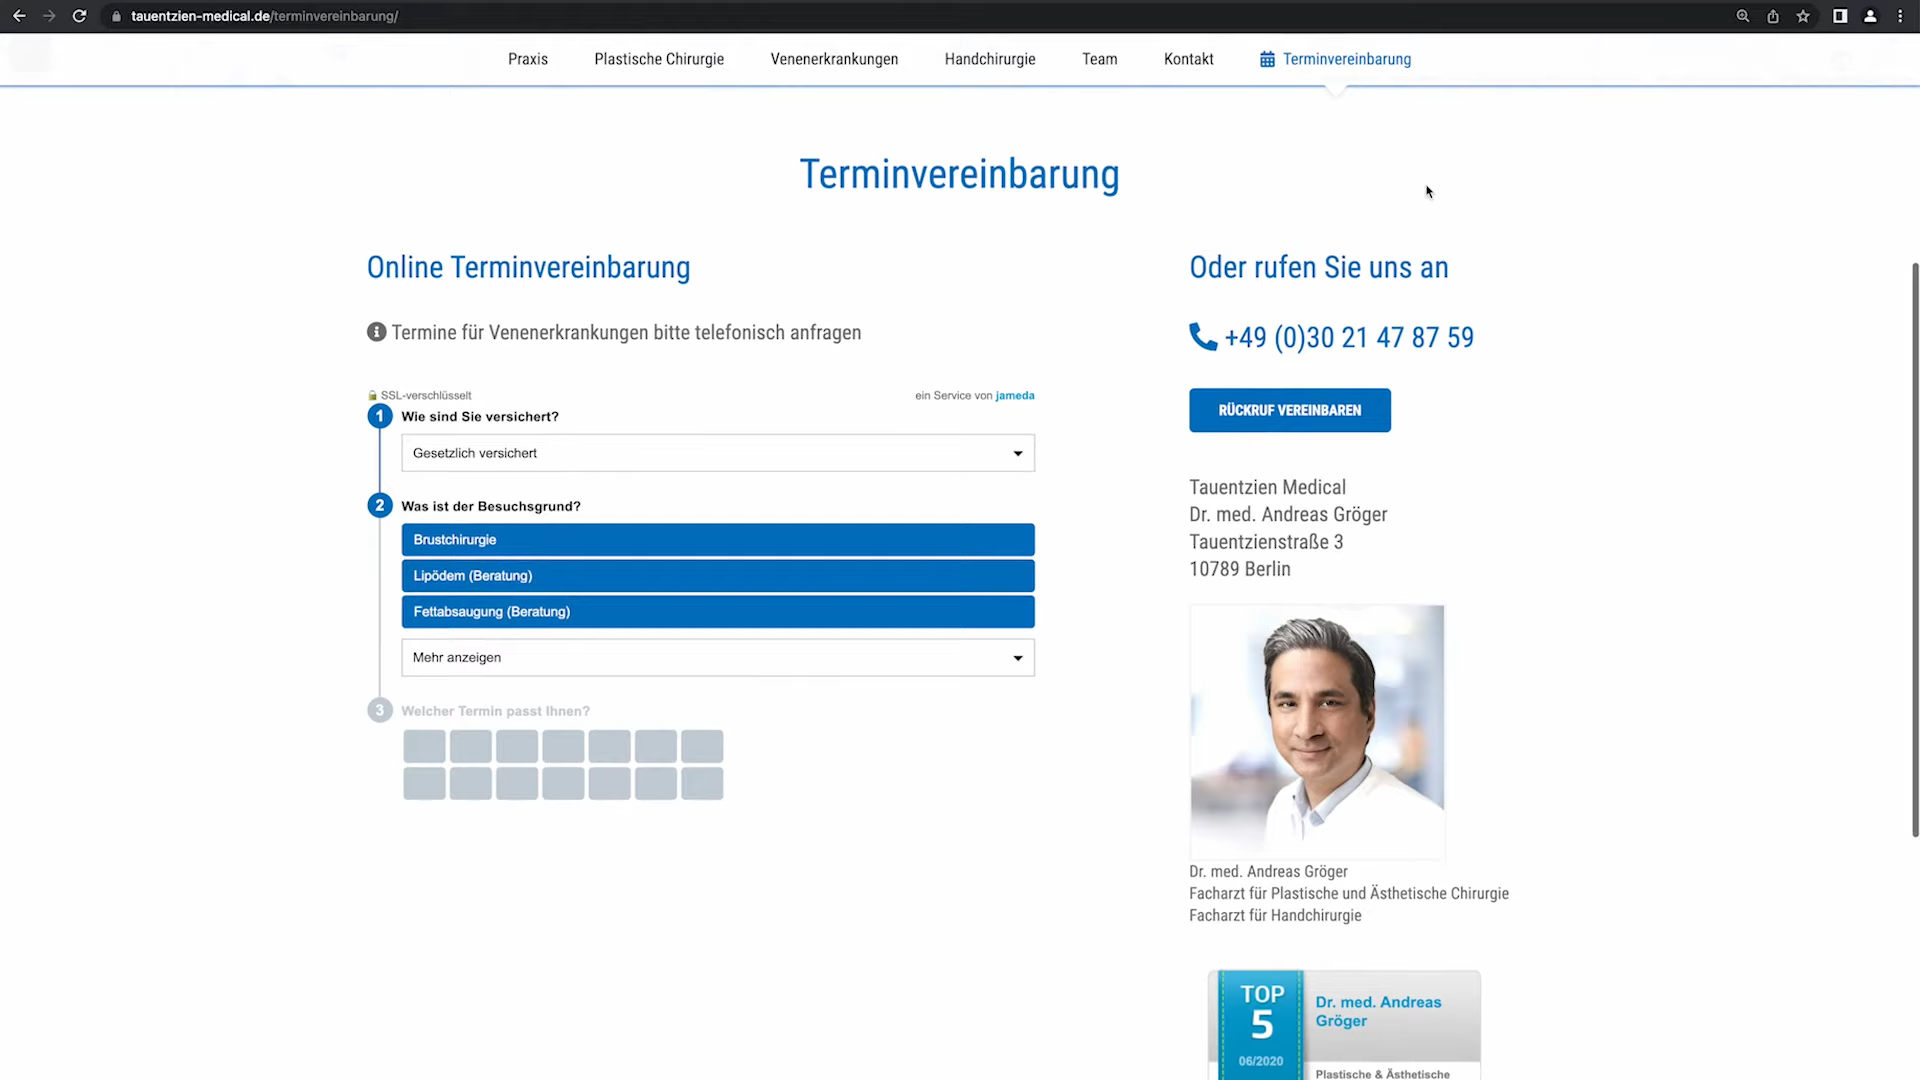 tauentzien-medical.de/terminvereinbarung/
Praxis Plastische Chirurgie Venenerkrankungen Handchirurgie Team Kontakt Terminvereinbarung
Terminvereinbarung
Online Terminvereinbarung
Termine für Venenerkrankungen bitte telefonisch anfragen
SSL-verschlüsselt ein Service von jameda
1 Wie sind Sie versichert?
Gesetzlich versichert
2 Was ist der Besuchsgrund?
Brustchirurgie
Lipödem (Beratung)
Fettabsaugung (Beratung)
Mehr anzeigen
3 Welcher Termin passt Ihnen?
Oder rufen Sie uns an
+49 (0)30 21 47 87 59
RÜCKRUF VEREINBAREN
Tauentzien Medical
Dr. med. Andreas Gröger
Tauentzienstraße 3
10789 Berlin
Dr. med. Andreas Gröger
Facharzt für Plastische und Ästhetische Chirurgie
Facharzt für Handchirurgie
TOP
5
06/2020
Dr. med. Andreas
Gröger
Plastische & Ästhetische